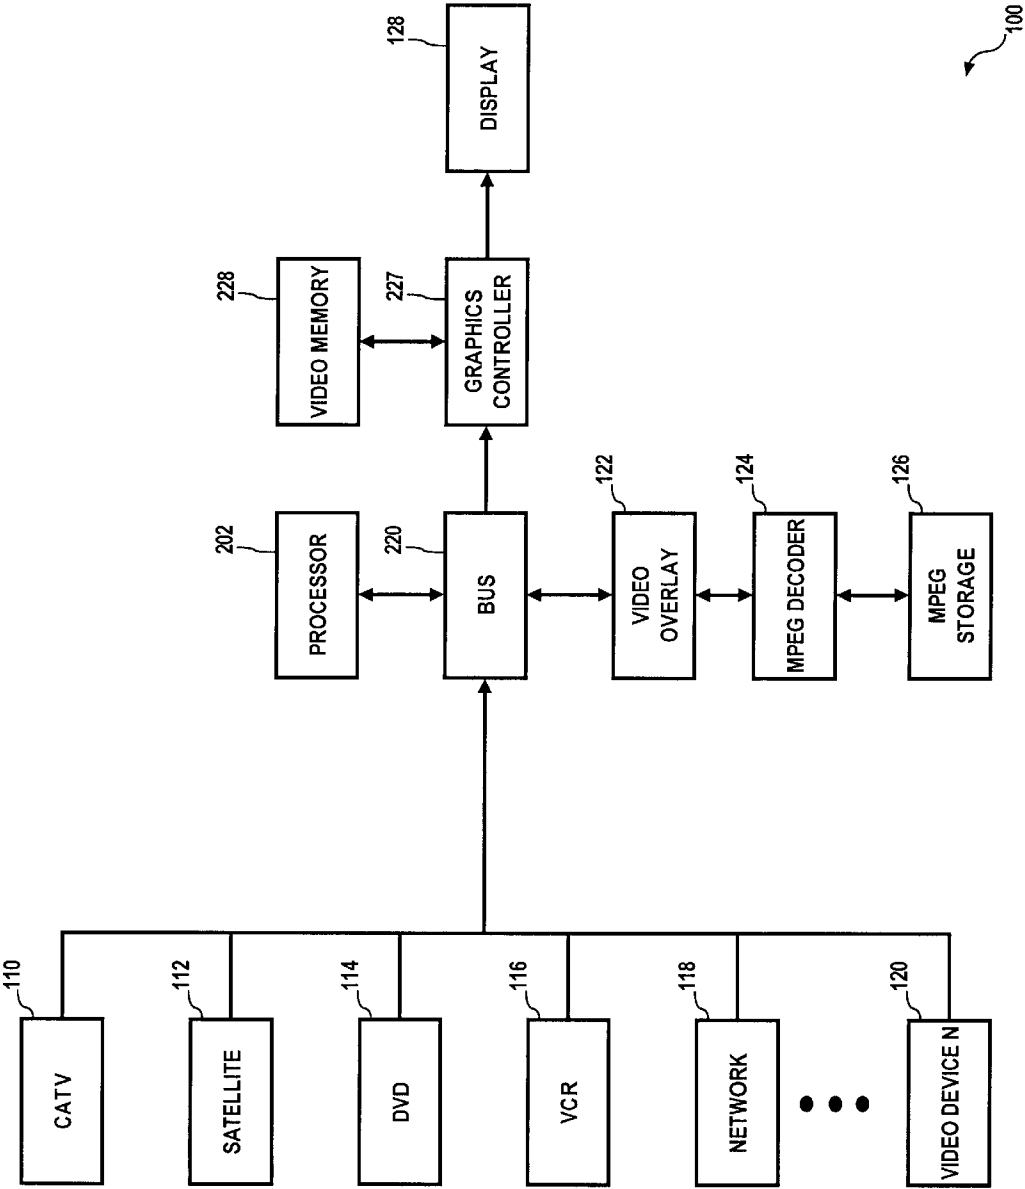 110
CATV
112
SATELLITE
114
DVD
116
VCR
118
NETWORK
120
VIDEO DEVICE N
202
PROCESSOR
220
BUS
122
VIDEO
OVERLAY
124
MPEG DECODER
126
MPEG
STORAGE
228
VIDEO MEMORY
227
GRAPHICS
CONTROLLER
128
DISPLAY
100